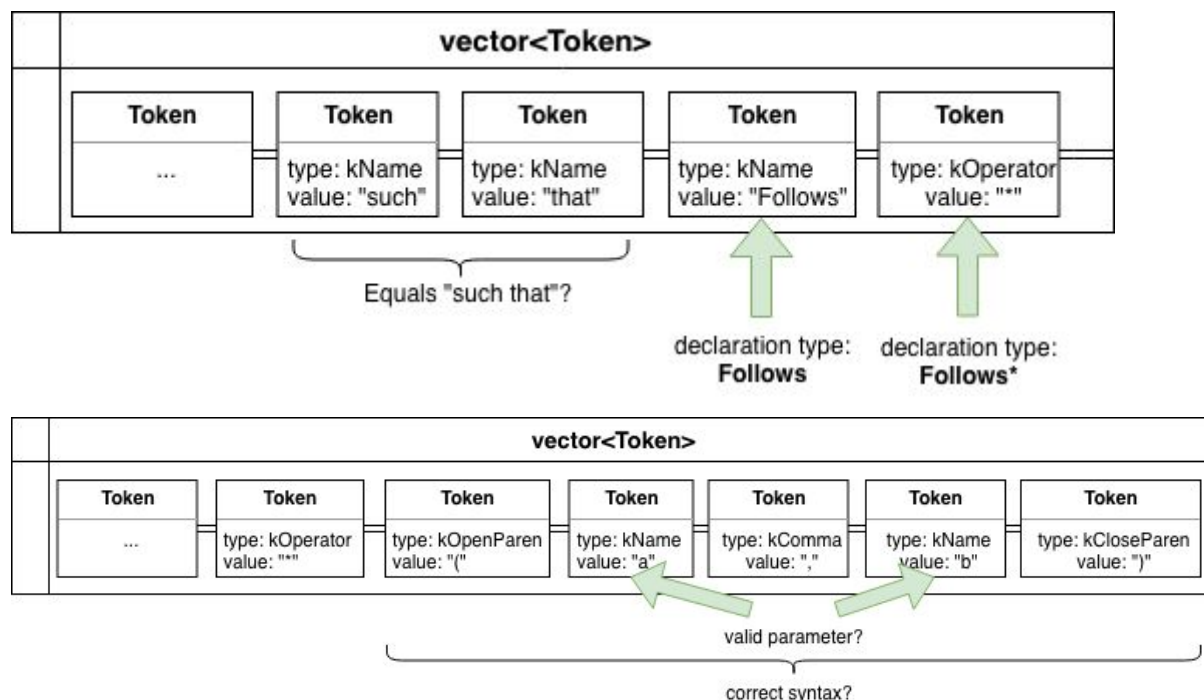 vector<Token>
Token
Token
Token
Token
Token
...
type: kName
value: "such"
type: kName
value: "that"
type: kName
value: "Follows"
type: kOperator
value: "*"
Equals "such that"?
declaration type:
Follows
declaration type:
Follows*
vector<Token>
Token
Token
Token
Token
Token
Token
Token
...
type: kOperator
value: "*"
type: kOpenParen
value: "("
type: kName
value: "a"
type: kComma
value: ","
type: kName
value: "b"
type: kCloseParen
value: ")"
valid parameter?
correct syntax?